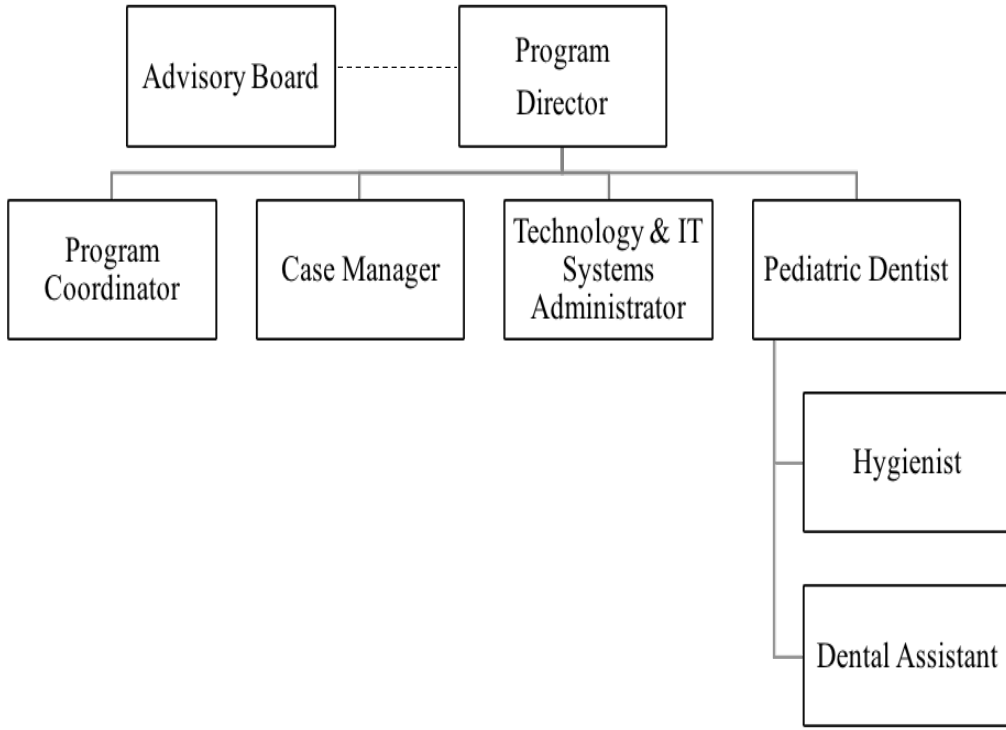 Advisory Board
Program
Director
Program
Coordinator
Case Manager
Technology & IT
Systems
Administrator
Pediatric Dentist
Hygienist
Dental Assistant